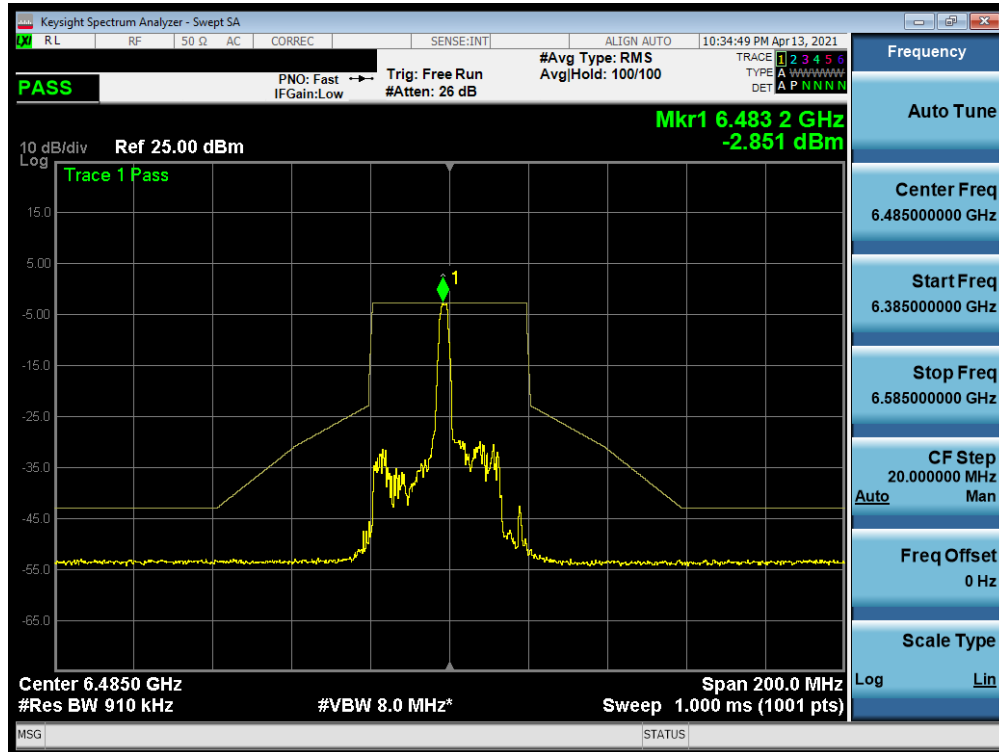 Keysight Spectrum Analyzer - Swept SA
LXI RL RF 50 Ω AC CORREC SENSE:INT ALIGN AUTO 10:34:49 PM Apr 13, 2021
PASS
PNO: Fast
IFGain:Low
Trig: Free Run
#Atten: 26 dB
#Avg Type: RMS
Avg|Hold: 100/100
TRACE 1 2 3 4 5 6
TYPE A WWWWW
DET A P N N N N
Mkr1 6.483 2 GHz
-2.851 dBm
10 dB/div Ref 25.00 dBm
Log
Trace 1 Pass
1
15.0
5.00
-5.00
-15.0
-25.0
-35.0
-45.0
-55.0
-65.0
Center 6.4850 GHz Span 200.0 MHz
#Res BW 910 kHz #VBW 8.0 MHz* Sweep 1.000 ms (1001 pts)
MSG STATUS
Frequency
Auto Tune
Center Freq
6.485000000 GHz
Start Freq
6.385000000 GHz
Stop Freq
6.585000000 GHz
CF Step
20.000000 MHz
Auto Man
Freq Offset
0 Hz
Scale Type
Log Lin